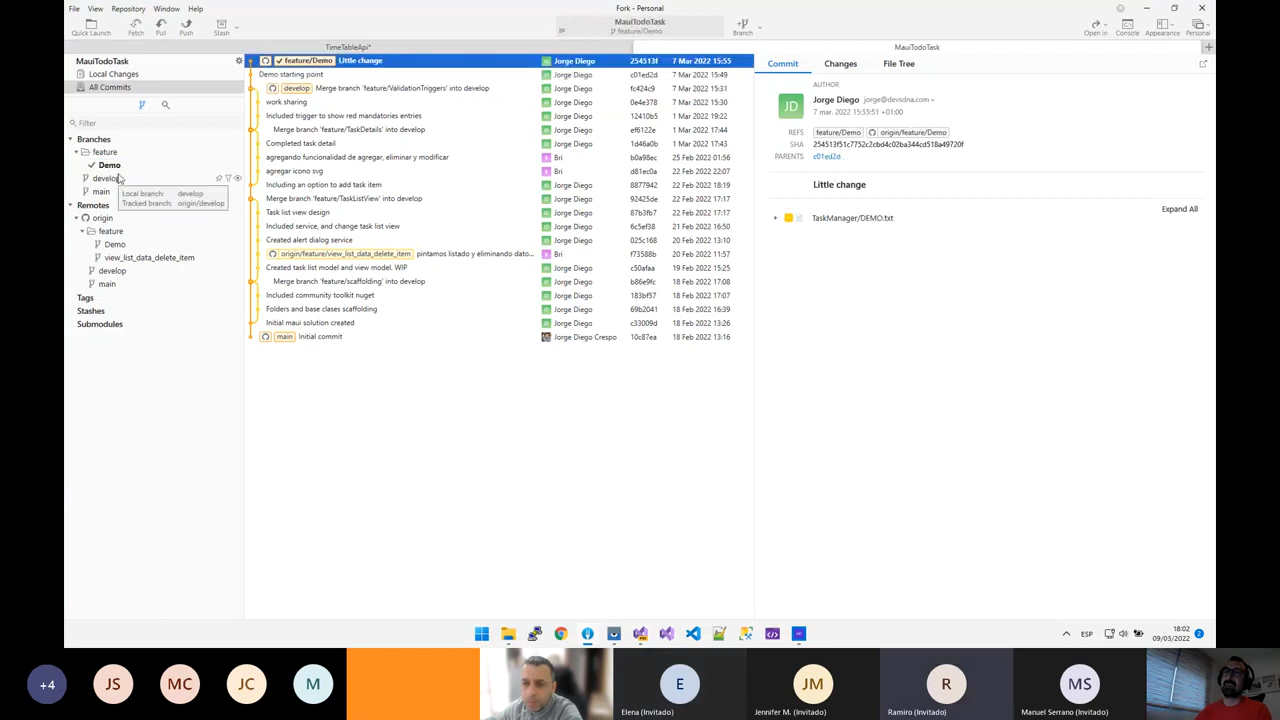 File View Repository Window Help
Fork - Personal
Quick Launch Fetch Pull Push Stash
MauiTodoTask
feature/Demo
Branch
Open in Console Appearance Personal
TimeTableApi*
MauiTodoTask
MauiTodoTask
Local Changes
All Commits
Filter
Branches
feature
Demo
develop
main
Local branch: develop
Tracked branch: origin/develop
Remotes
origin
feature
Demo
view_list_data_delete_item
develop
main
Tags
Stashes
Submodules
feature/Demo Little change Jorge Diego 254513f 7 Mar 2022 15:55
Demo starting point Jorge Diego c01ed2d 7 Mar 2022 15:49
develop Merge branch 'feature/ValidationTriggers' into develop Jorge Diego fc424c9 7 Mar 2022 15:31
work sharing Jorge Diego 0e4e378 7 Mar 2022 15:30
Included trigger to show red mandatories entries Jorge Diego 12410b5 1 Mar 2022 19:22
Merge branch 'feature/TaskDetails' into develop Jorge Diego ef6122e 1 Mar 2022 17:44
Completed task detail Jorge Diego 1d46a0b 1 Mar 2022 17:43
agregando funcionalidad de agregar, eliminar y modificar Bri b0a98ec 25 Feb 2022 01:56
agregar icono svg Bri d81ec0a 22 Feb 2022 22:07
Including an option to add task item Jorge Diego 8877942 22 Feb 2022 18:19
Merge branch 'feature/TaskListView' into develop Jorge Diego 92425de 22 Feb 2022 17:17
Task list view design Jorge Diego 87b3fb7 22 Feb 2022 17:17
Included service, and change task list view Jorge Diego 6c5ef38 21 Feb 2022 16:50
Created alert dialog service Jorge Diego 025c168 20 Feb 2022 13:10
origin/feature/view_list_data_delete_item pintamos listado y eliminando dato... Bri f73588b 20 Feb 2022 11:57
Created task list model and view model. WIP Jorge Diego c50afaa 19 Feb 2022 15:25
Merge branch 'feature/scaffolding' into develop Jorge Diego b86e9fc 18 Feb 2022 17:08
Included community toolkit nuget Jorge Diego 183bf57 18 Feb 2022 17:07
Folders and base clases scaffolding Jorge Diego 69b2041 18 Feb 2022 16:39
Initial maui solution created Jorge Diego c33009d 18 Feb 2022 13:26
main Initial commit Jorge Diego Crespo 10c87ea 18 Feb 2022 13:16
Commit Changes File Tree
AUTHOR
JD
Jorge Diego jorge@devsdna.com
7 mar. 2022 15:55:51 +01:00
REFS feature/Demo origin/feature/Demo
SHA 254513f51c7752c2cbd4c02ba344cd518a49720f
PARENTS c01ed2d
Little change
Expand All
TaskManager/DEMO.txt
ESP
18:02
09/03/2022
2
+4 JS MC JC M E JM R MS
Elena (Invitado) Jennifer M. (Invitado) Ramiro (Invitado) Manuel Serrano (Invitado)